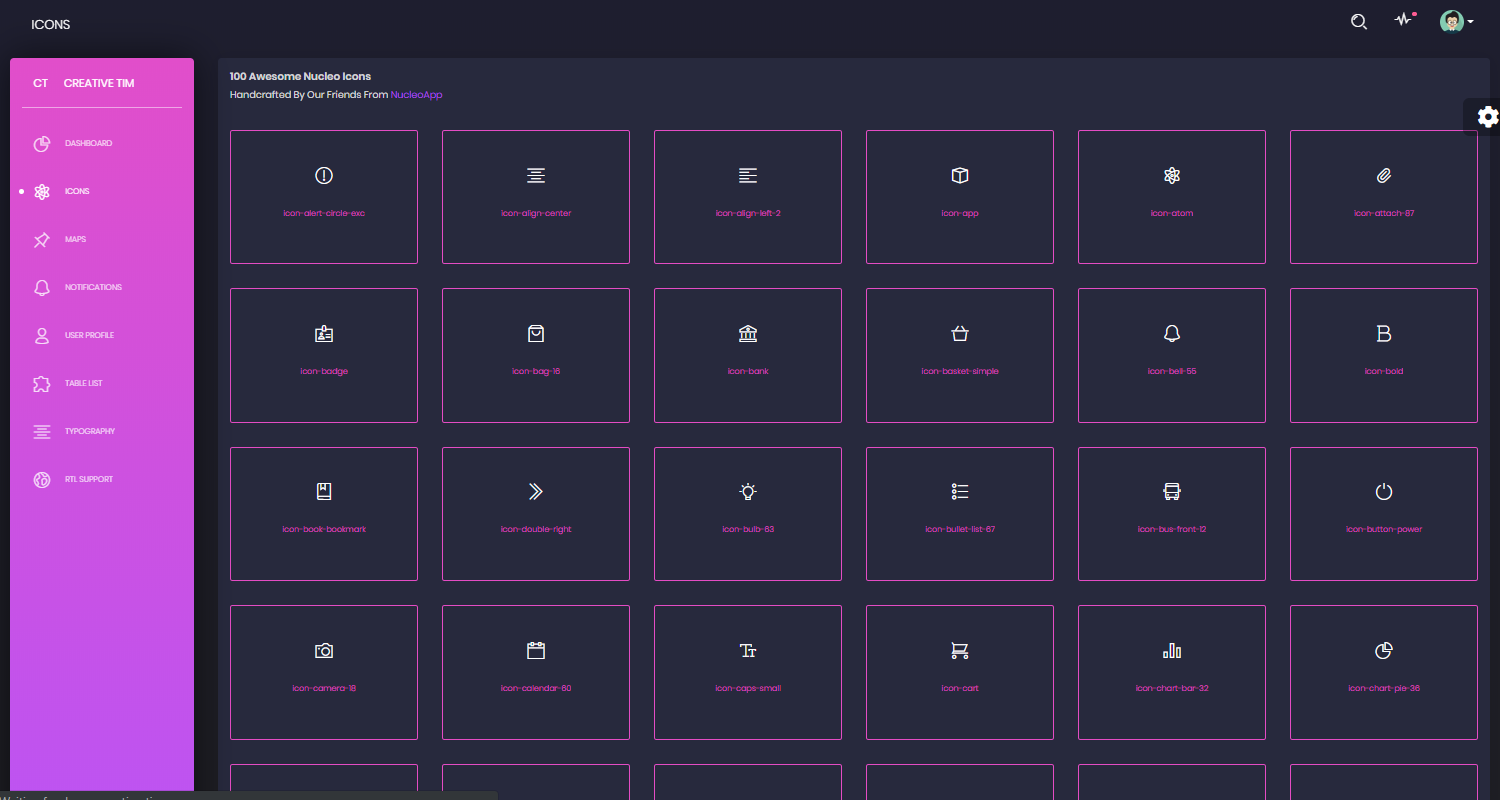 ICONS
CT CREATIVE TIM
DASHBOARD
ICONS
MAPS
NOTIFICATIONS
USER PROFILE
TABLE LIST
TYPOGRAPHY
RTL SUPPORT
100 Awesome Nucleo Icons
Handcrafted By Our Friends From NucleoApp
icon-alert-circle-exc
icon-align-center
icon-align-left-2
icon-app
icon-atom
icon-attach-87
icon-badge
icon-bag-16
icon-bank
icon-basket-simple
icon-bell-55
icon-bold
icon-book-bookmark
icon-double-right
icon-bulb-63
icon-bullet-list-67
icon-bus-front-12
icon-button-power
icon-camera-18
icon-calendar-60
icon-caps-small
icon-cart
icon-chart-bar-32
icon-chart-pie-36